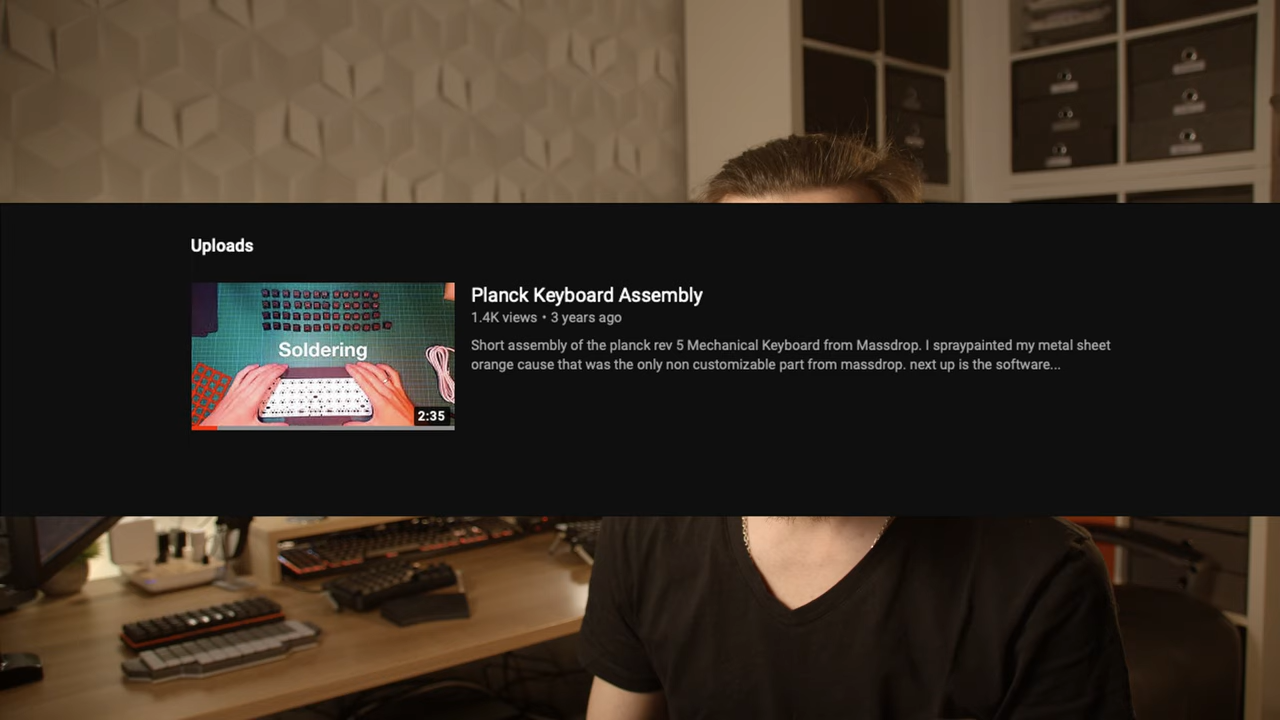 Uploads
Soldering
2:35
Planck Keyboard Assembly
1.4K views • 3 years ago
Short assembly of the planck rev 5 Mechanical Keyboard from Massdrop. I spraypainted my metal sheet
orange cause that was the only non customizable part from massdrop. next up is the software...